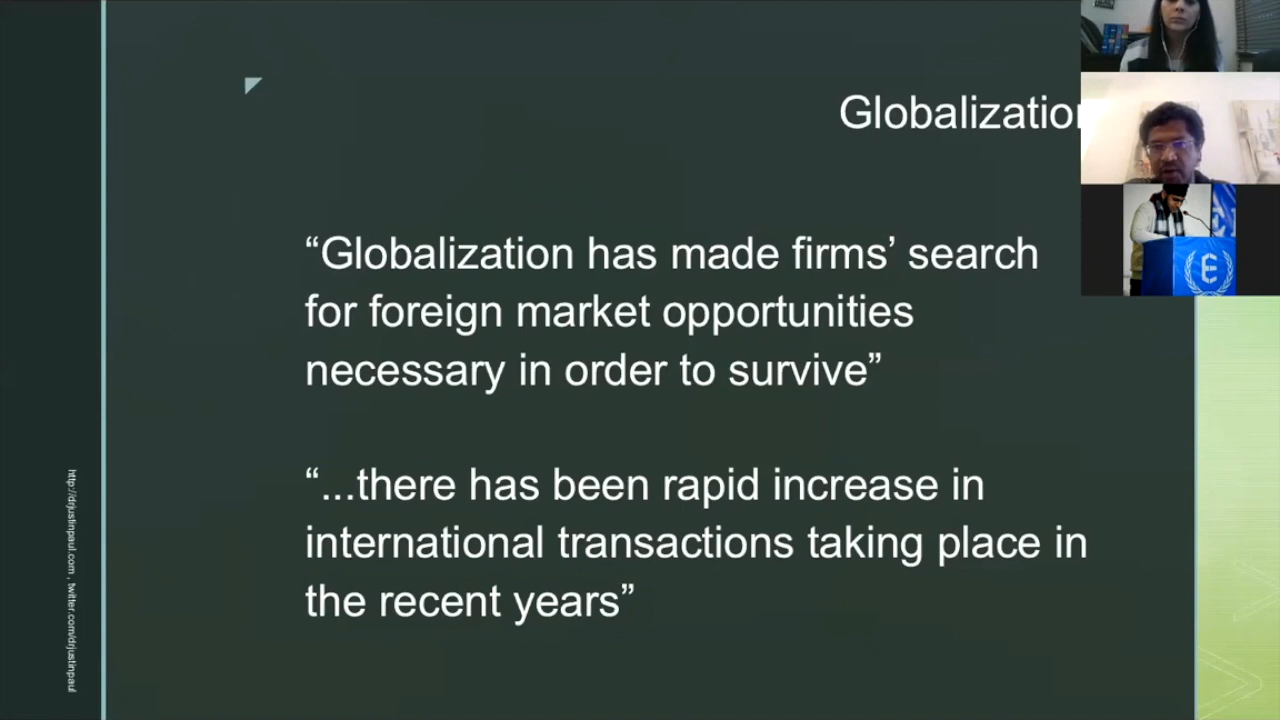 Globalization
“Globalization has made firms’ search
for foreign market opportunities
necessary in order to survive”
“...there has been rapid increase in
international transactions taking place in
the recent years”
http://drjustinpaul.com , twitter.com/drjustinpaul
E